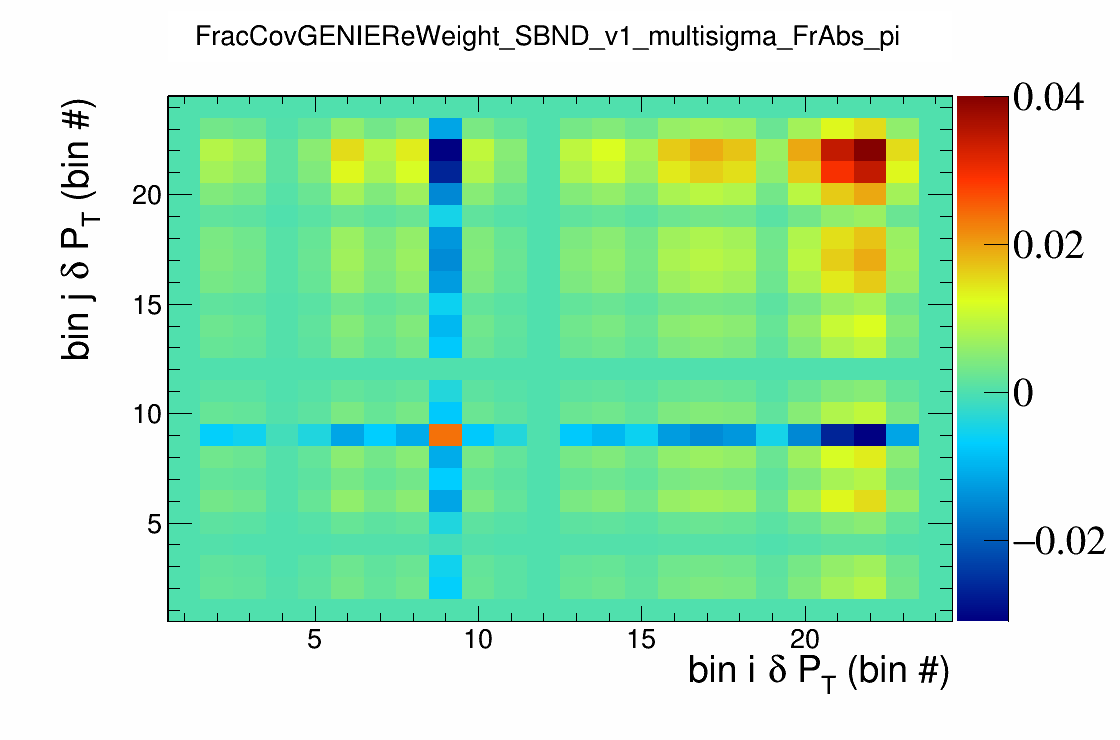 FracCovGENIEReWeight_SBND_v1_multisigma_FrAbs_pi
bin j δ P_T (bin #)
20
15
10
5
5 10 15 20
bin i δ P_T (bin #)
0.04
0.02
0
−0.02